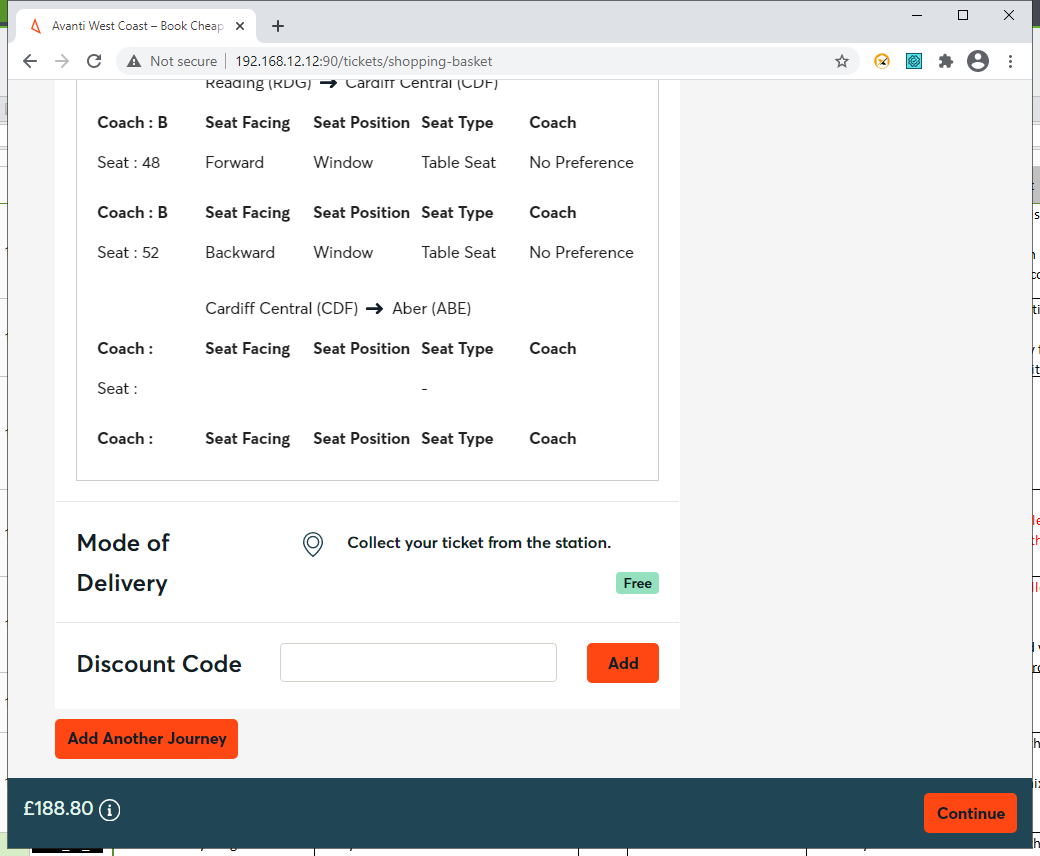 Avanti West Coast – Book Cheap
Not secure | 192.168.12.12:90/tickets/shopping-basket
Reading (RDG) → Cardiff Central (CDF)
Coach : B Seat Facing Seat Position Seat Type Coach
Seat : 48 Forward Window Table Seat No Preference
Coach : B Seat Facing Seat Position Seat Type Coach
Seat : 52 Backward Window Table Seat No Preference
Cardiff Central (CDF) → Aber (ABE)
Coach : Seat Facing Seat Position Seat Type Coach
Seat : -
Coach : Seat Facing Seat Position Seat Type Coach
Mode of
Delivery
Collect your ticket from the station.
Free
Discount Code Add
Add Another Journey
£188.80
Continue